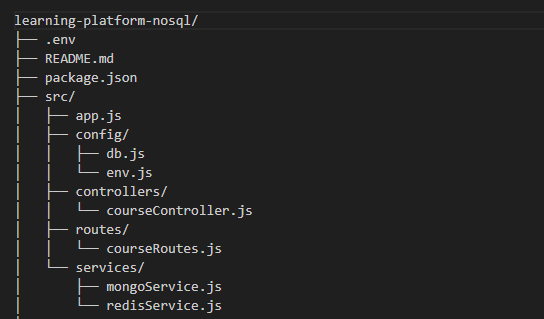 learning-platform-nosql/
├── .env
├── README.md
├── package.json
├── src/
│   ├── app.js
│   ├── config/
│   │   ├── db.js
│   │   └── env.js
│   ├── controllers/
│   │   └── courseController.js
│   ├── routes/
│   │   └── courseRoutes.js
│   └── services/
│       ├── mongoService.js
│       └── redisService.js